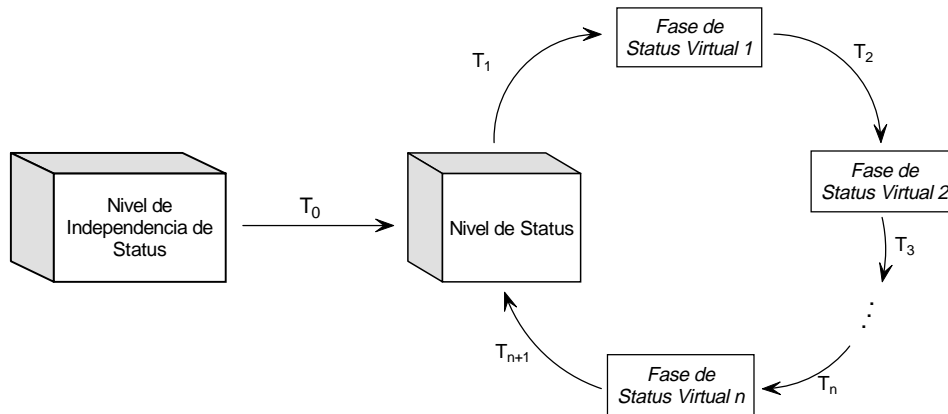 Nivel de
Independencia de
Status
T0
Nivel de Status
T1
Fase de
Status Virtual 1
T2
Fase de
Status Virtual 2
T3
...
Tn
Fase de
Status Virtual n
Tn+1